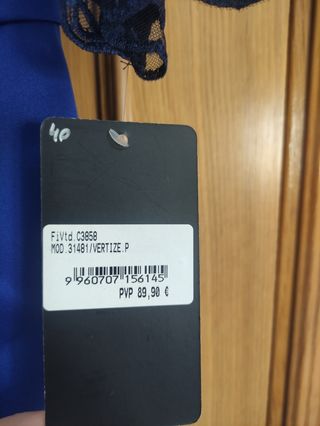 40
FiVtd.C3858
MOD.31481/VERTIZE.P
9 960707 156145
PVP 89,90 €